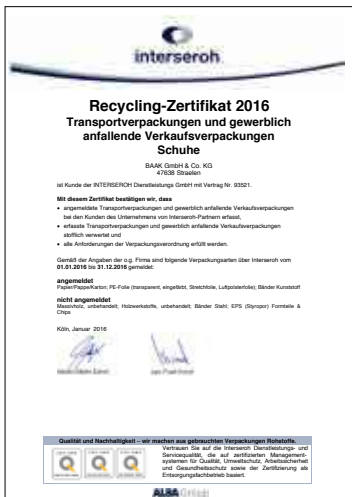 interseroh
Recycling-Zertifikat 2016
Transportverpackungen und gewerblich
anfallende Verkaufsverpackungen
Schuhe
BAAK GmbH & Co. KG
47638 Straelen
ist Kunde der INTERSEROH Dienstleistungs GmbH mit Vertrag Nr. 93521.
Mit diesem Zertifikat bestätigen wir, dass
• angemeldete Transportverpackungen und gewerblich anfallende Verkaufsverpackungen
bei den Kunden des Unternehmens von Interseroh-Partnern erfasst,
• erfasste Transportverpackungen und gewerblich anfallende Verkaufsverpackungen
stofflich verwertet und
• alle Anforderungen der Verpackungsverordnung erfüllt werden.
Gemäß der Angaben der o.g. Firma sind folgende Verpackungsarten über Interseroh vom
01.01.2016 bis 31.12.2016 gemeldet:
angemeldet
Papier/Pappe/Karton; PE-Folie (transparent, eingefärbt, Stretchfolie, Luftpolsterfolie); Bänder Kunststoff
nicht angemeldet
Massivholz, unbehandelt; Holzwerkstoffe, unbehandelt; Bänder Stahl; EPS (Styropor) Formteile &
Chips
Köln, Januar 2016
Qualität und Nachhaltigkeit – wir machen aus gebrauchten Verpackungen Rohstoffe.
Vertrauen Sie auf die Interseroh Dienstleistungs- und
Servicequalität, die auf zertifizierten Management-
systemen für Qualität, Umweltschutz, Arbeitssicherheit
und Gesundheitsschutz sowie der Zertifizierung als
Entsorgungsfachbetrieb basiert.
ALBA Group